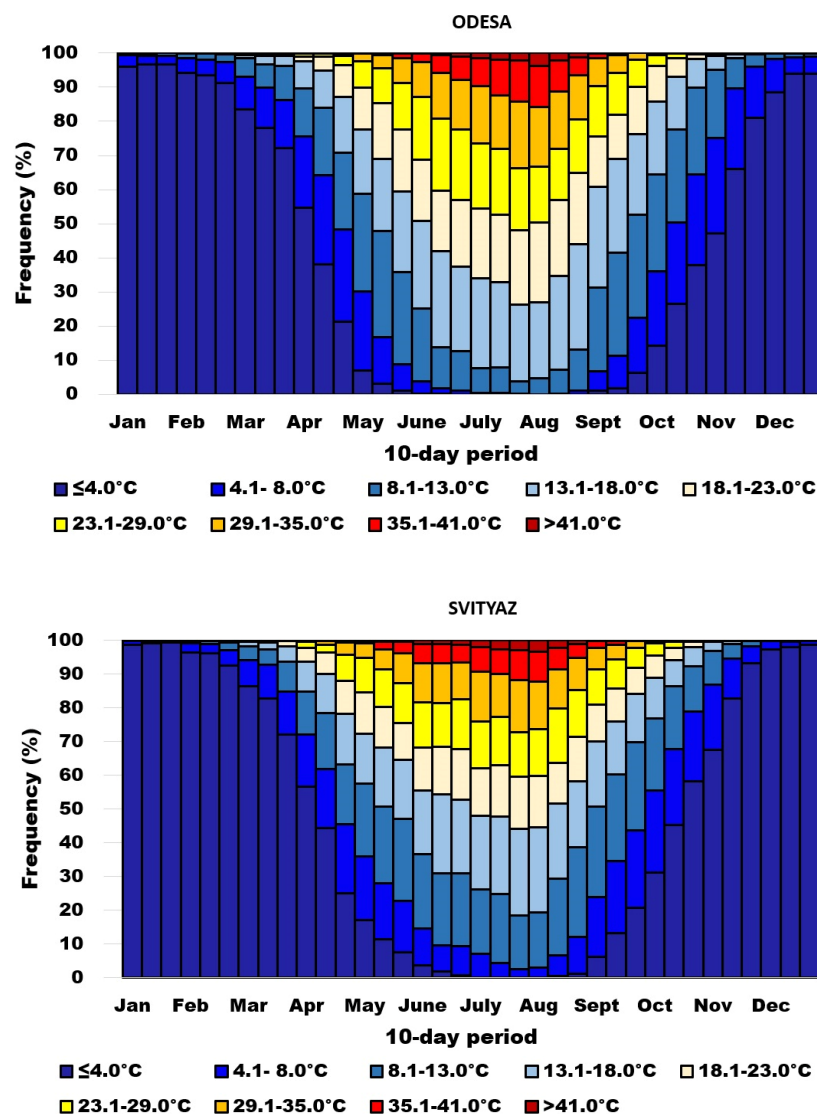 ODESA
Frequency (%)
100
90
80
70
60
50
40
30
20
10
0
Jan Feb Mar Apr May June July Aug Sept Oct Nov Dec
10-day period
≤4.0°C 4.1- 8.0°C 8.1-13.0°C 13.1-18.0°C 18.1-23.0°C
23.1-29.0°C 29.1-35.0°C 35.1-41.0°C >41.0°C
SVITYAZ
Frequency (%)
100
90
80
70
60
50
40
30
20
10
0
Jan Feb Mar Apr May June July Aug Sept Oct Nov Dec
10-day period
≤4.0°C 4.1- 8.0°C 8.1-13.0°C 13.1-18.0°C 18.1-23.0°C
23.1-29.0°C 29.1-35.0°C 35.1-41.0°C >41.0°C